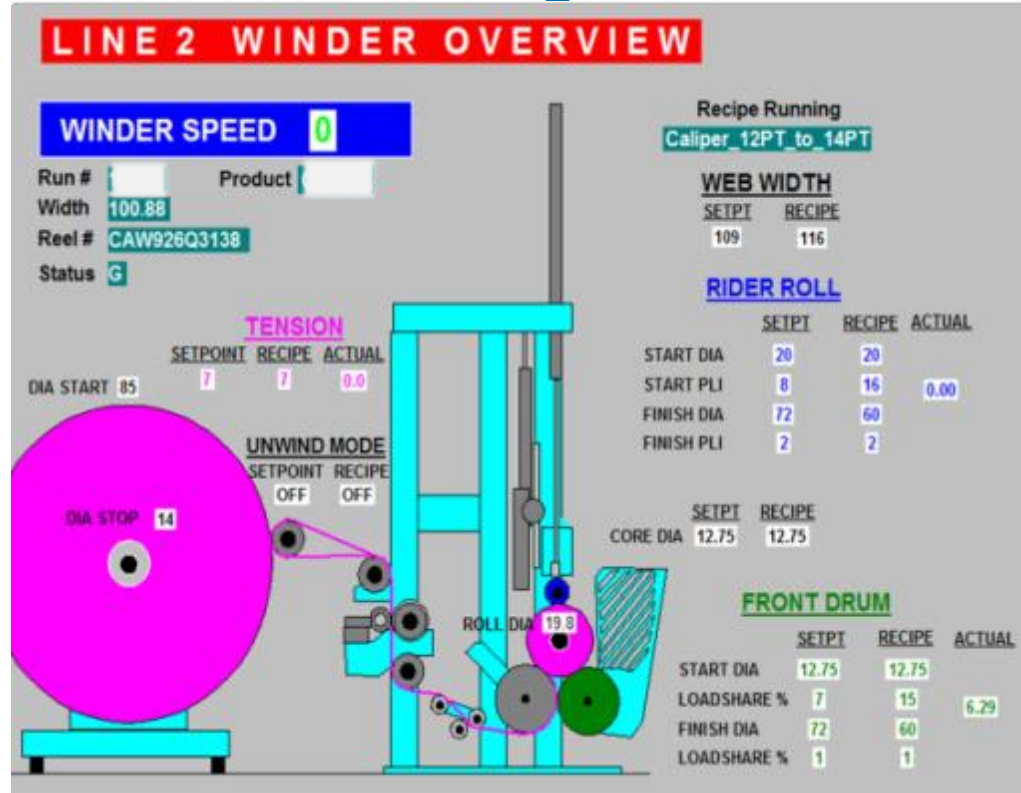 LINE 2 WINDER OVERVIEW
WINDER SPEED 0
Run # Product
Width 100.88
Reel # CAW926Q3138
Status G
Recipe Running
Caliper_12PT_to_14PT
WEB WIDTH
SETPT RECIPE
109 116
RIDER ROLL
SETPT RECIPE ACTUAL
START DIA 20 20
START PLI 8 16 0.00
FINISH DIA 72 60
FINISH PLI 2 2
TENSION
SETPOINT RECIPE ACTUAL
7 7 0.0
DIA START 85
UNWIND MODE
SETPOINT RECIPE
OFF OFF
DIA STOP 14
SETPT RECIPE
CORE DIA 12.75 12.75
ROLL DIA 19.8
FRONT DRUM
SETPT RECIPE ACTUAL
START DIA 12.75 12.75
LOADSHARE % 7 15 6.29
FINISH DIA 72 60
LOADSHARE % 1 1